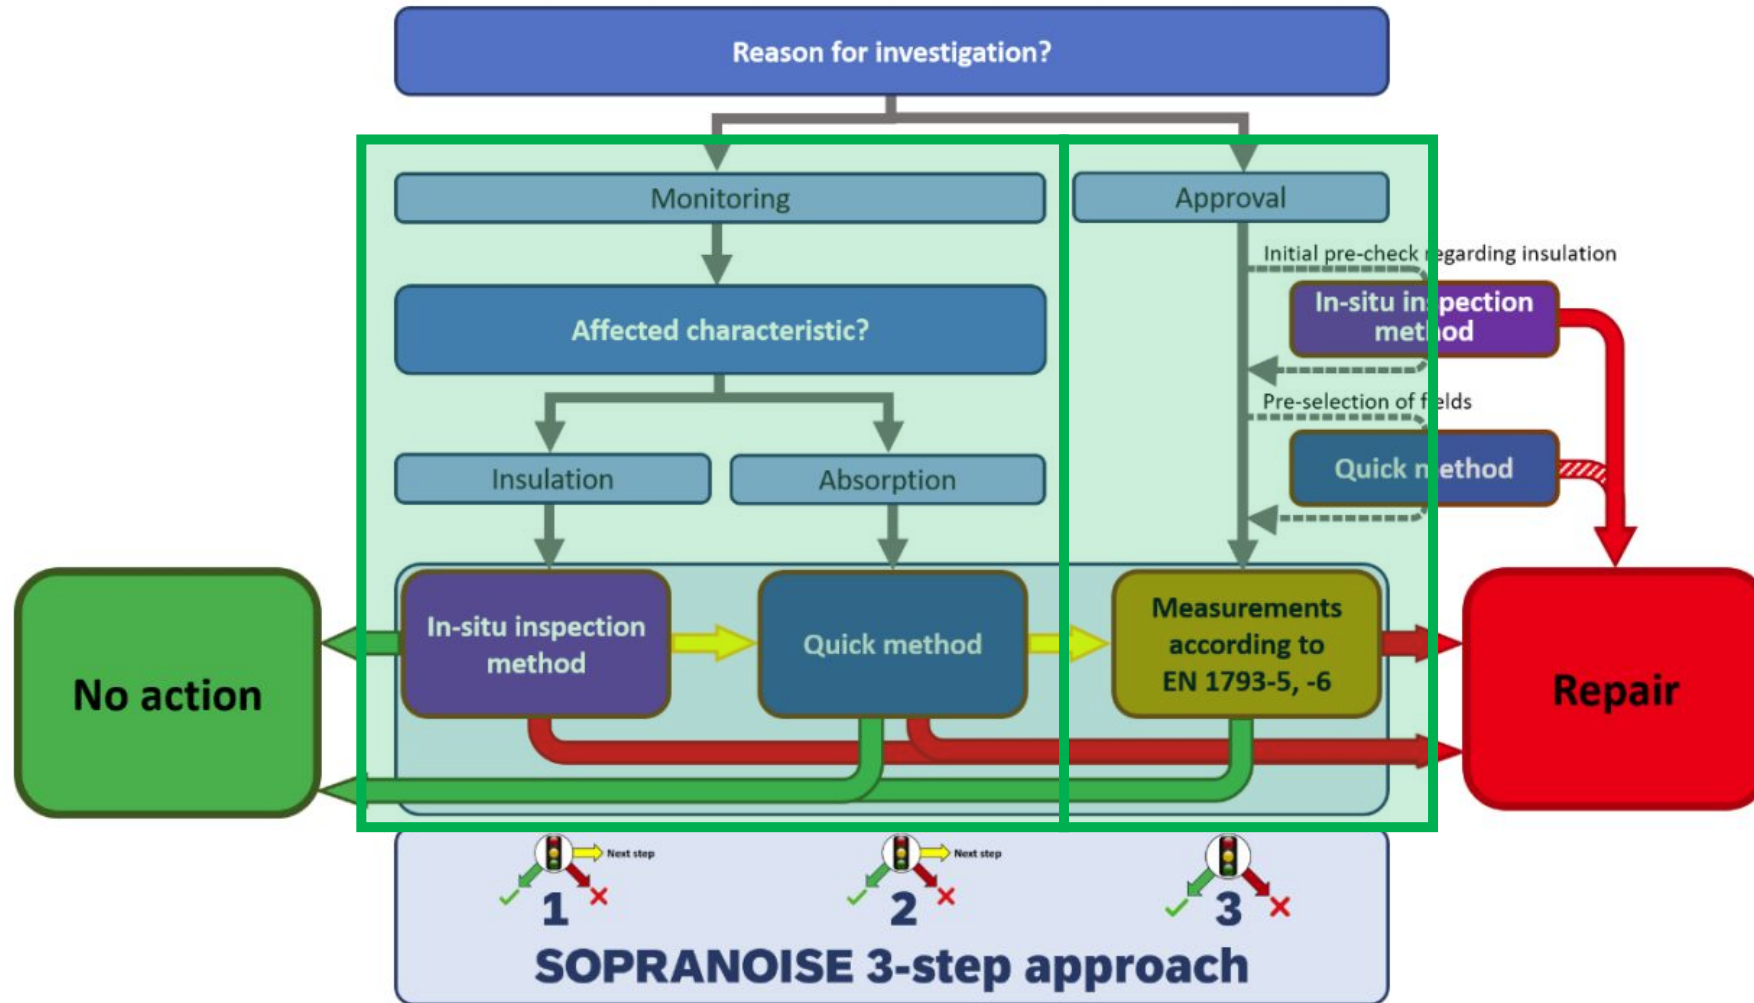 Reason for investigation?
Monitoring
Approval
Initial pre-check regarding insulation
In-situ inspection
method
Affected characteristic?
Pre-selection of fields
Quick method
Insulation
Absorption
No action
In-situ inspection
method
Quick method
Measurements
according to
EN 1793-5, -6
Repair
Next step
Next step
1
2
3
SOPRANOISE 3-step approach